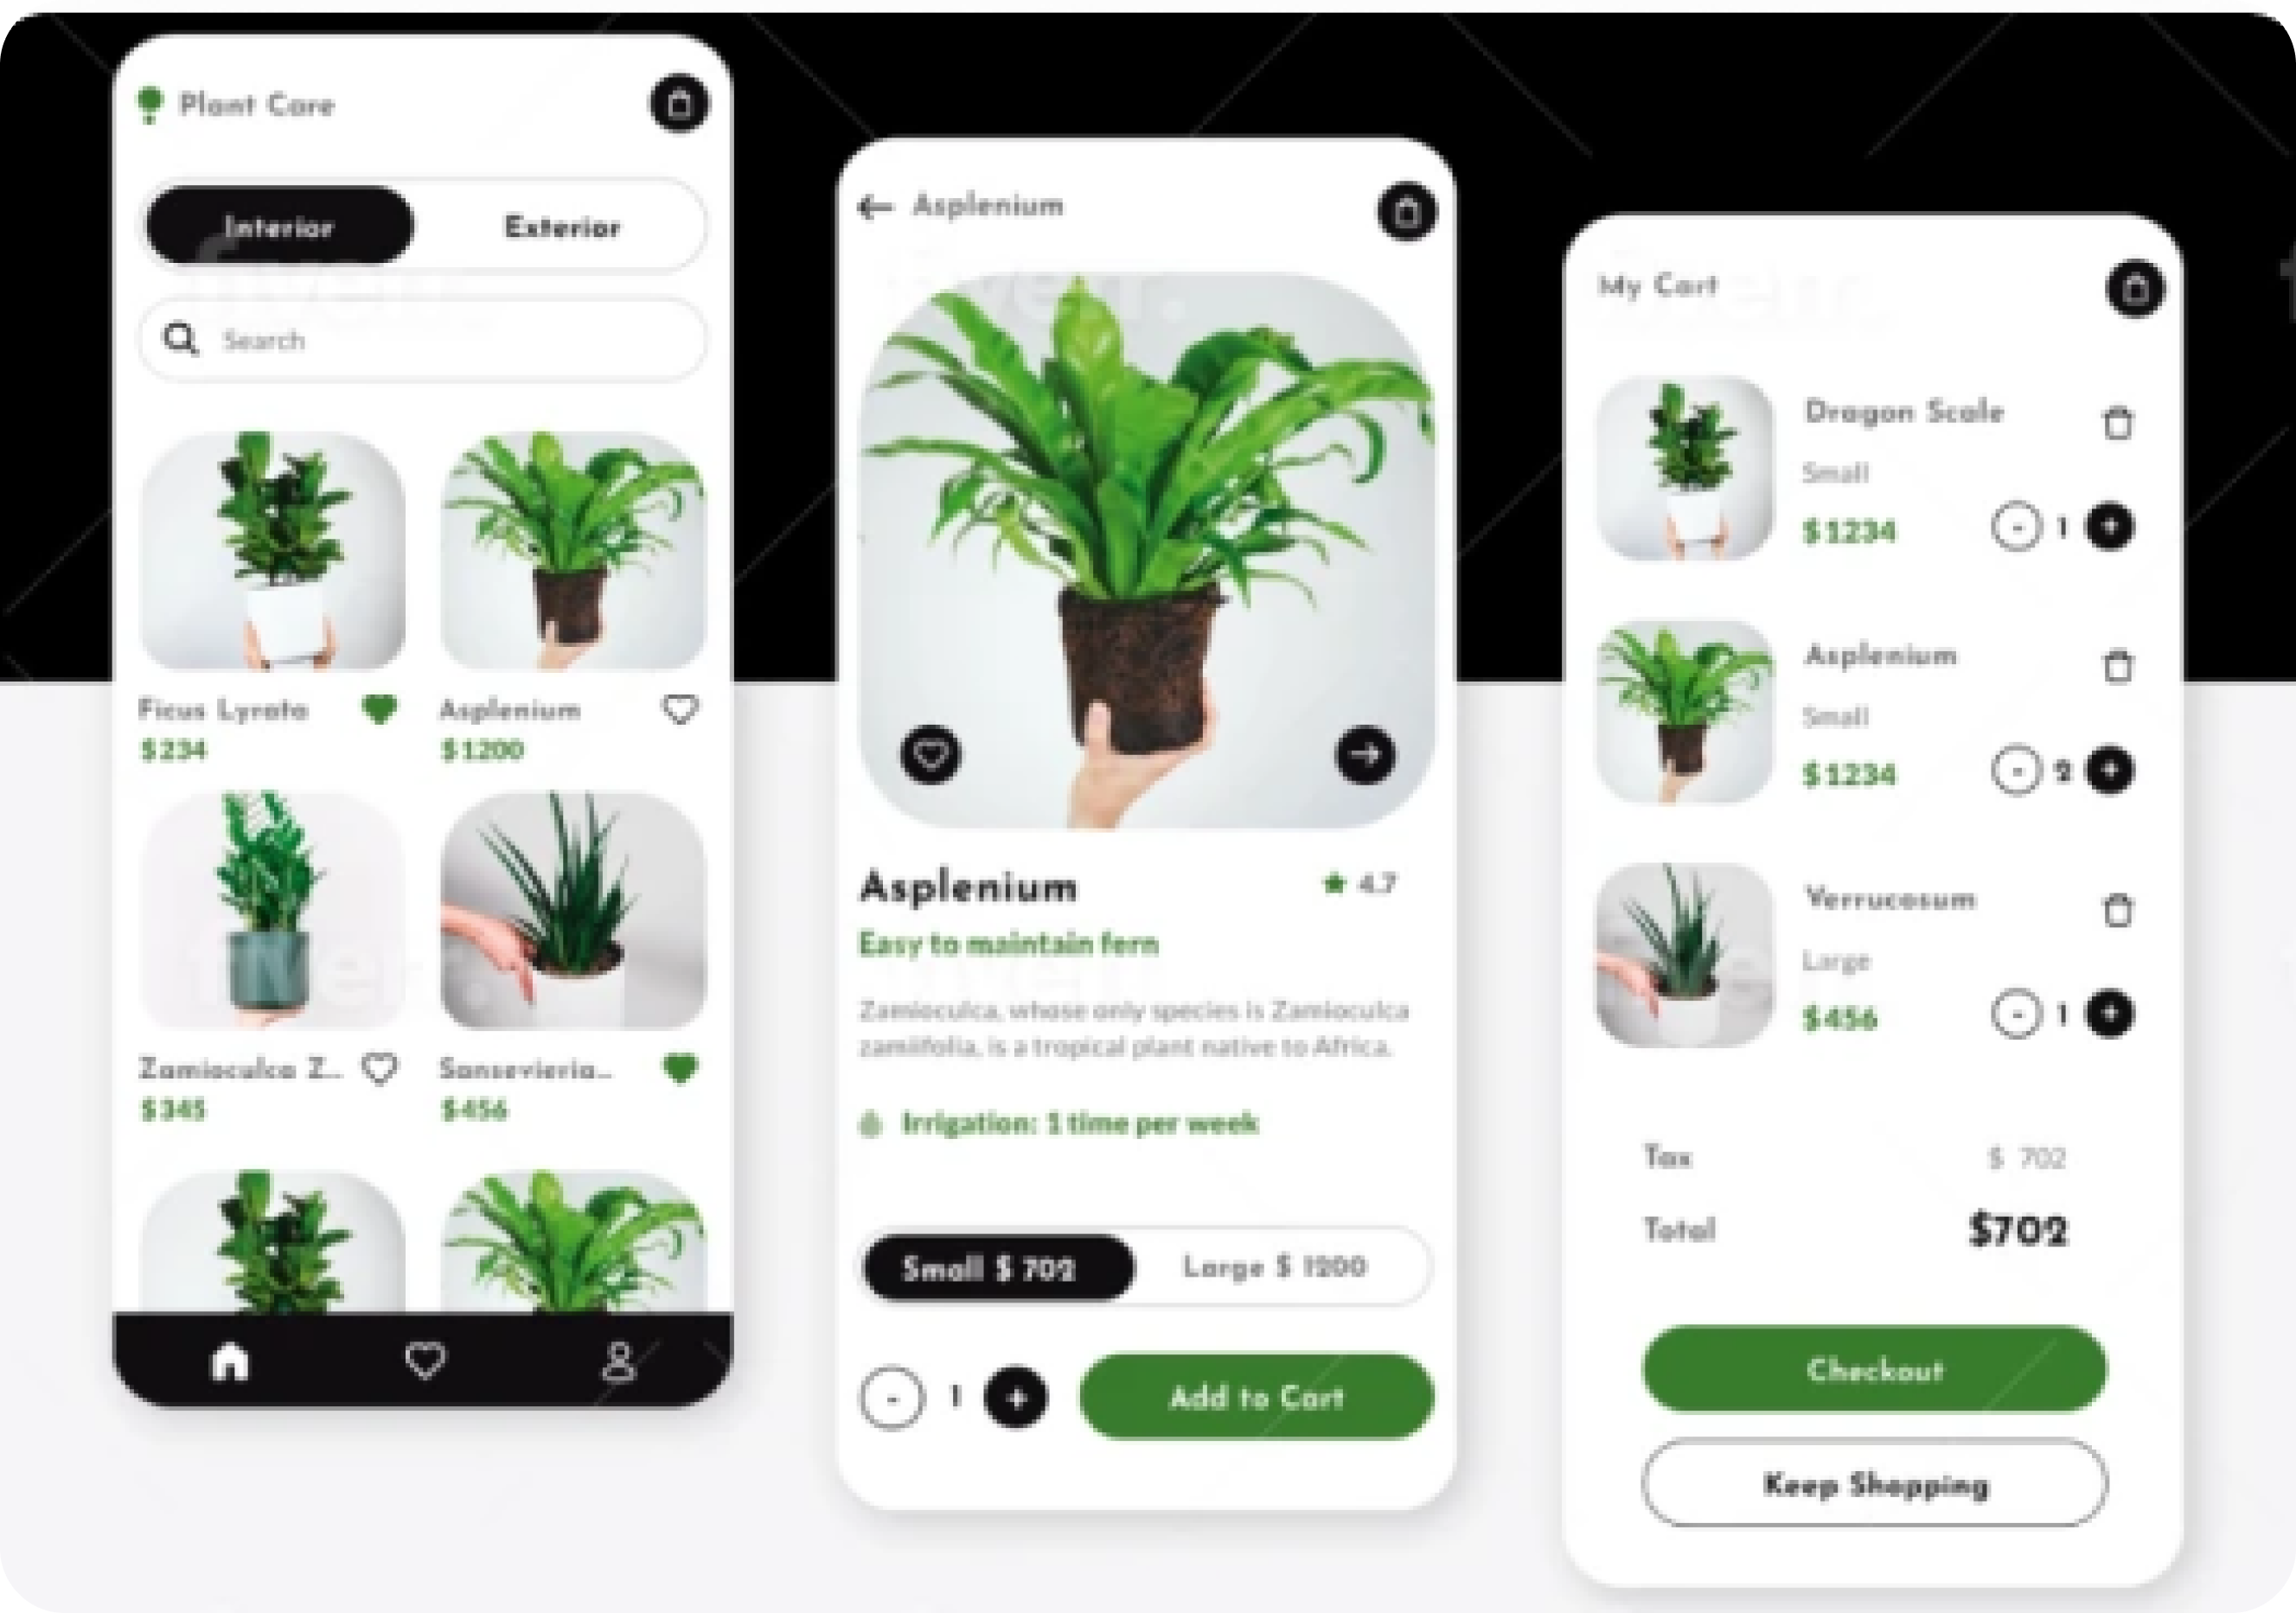 Plant Care
Interior
Exterior
Search
Ficus Lyrata
$234
Asplenium
$1200
Zamioculca Z...
$345
Sansevieria...
$456
Asplenium
Asplenium
4.7
Easy to maintain fern
Zamioculca, whose only species is Zamioculca
zamiifolia, is a tropical plant native to Africa.
Irrigation: 1 time per week
Small $ 702
Large $ 1200
-
1
+
Add to Cart
My Cart
Dragon Scale
Small
$1234
- 1 +
Asplenium
Small
$1234
- 2 +
Verrucosum
Large
$456
- 1 +
Tax $ 702
Total $702
Checkout
Keep Shopping
fiverr.
fiverr.